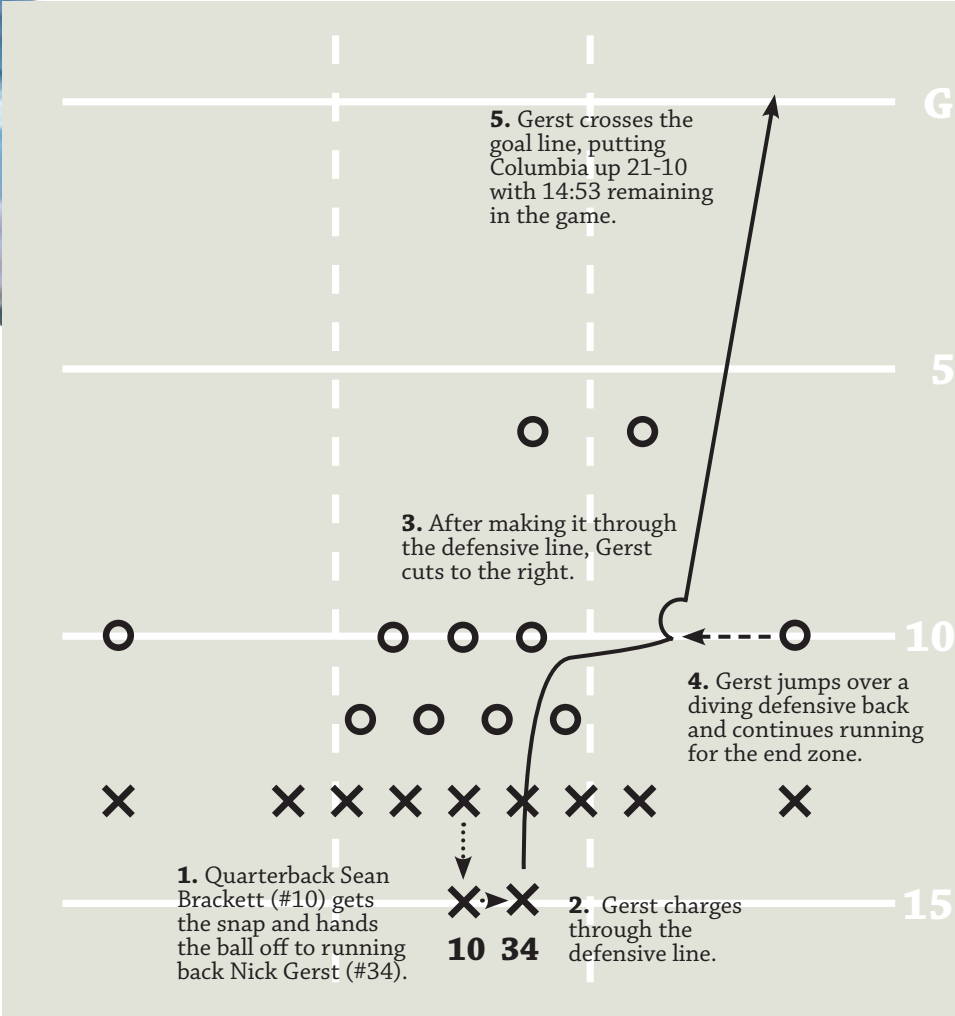 G
5. Gerst crosses the
goal line, putting
Columbia up 21-10
with 14:53 remaining
in the game.
5
3. After making it through
the defensive line, Gerst
cuts to the right.
10
4. Gerst jumps over a
diving defensive back
and continues running
for the end zone.
1. Quarterback Sean
Brackett (#10) gets
the snap and hands
the ball off to running
back Nick Gerst (#34).
10 34
2. Gerst charges
through the
defensive line.
15